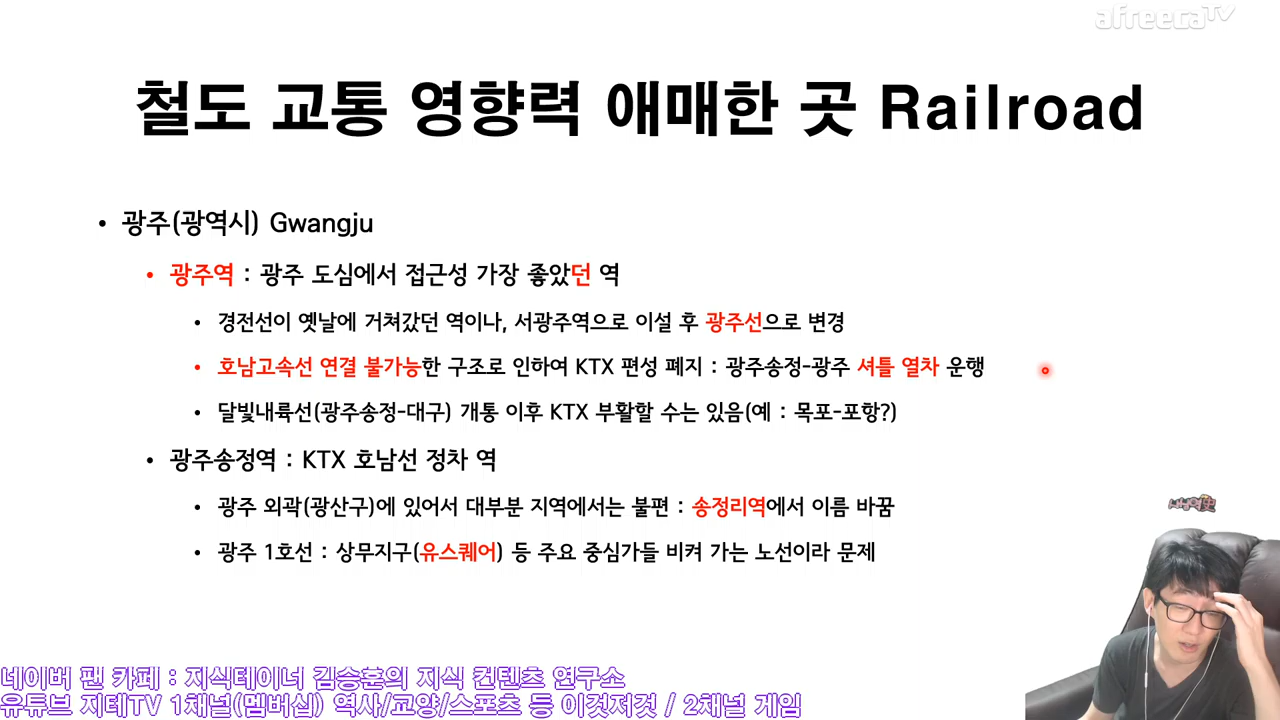 afreecaTV
철도 교통 영향력 애매한 곳 Railroad
• 광주(광역시) Gwangju
• 광주역 : 광주 도심에서 접근성 가장 좋았던 역
• 경전선이 옛날에 거쳐갔던 역이나, 서광주역으로 이설 후 광주선으로 변경
• 호남고속선 연결 불가능한 구조로 인하여 KTX 편성 폐지 : 광주송정-광주 셔틀 열차 운행
• 달빛내륙선(광주송정-대구) 개통 이후 KTX 부활할 수는 있음(예 : 목포-포항?)
• 광주송정역 : KTX 호남선 정차 역
• 광주 외곽(광산구)에 있어서 대부분 지역에서는 불편 : 송정리역에서 이름 바꿈
• 광주 1호선 : 상무지구(유스퀘어) 등 주요 중심가들 비켜 가는 노선이라 문제
네이버 팬 카페 : 지식테이너 김승훈의 지식 컨텐츠 연구소
유튜브 지테TV 1채널(멤버십) 역사/교양/스포츠 등 이것저것 / 2채널 게임